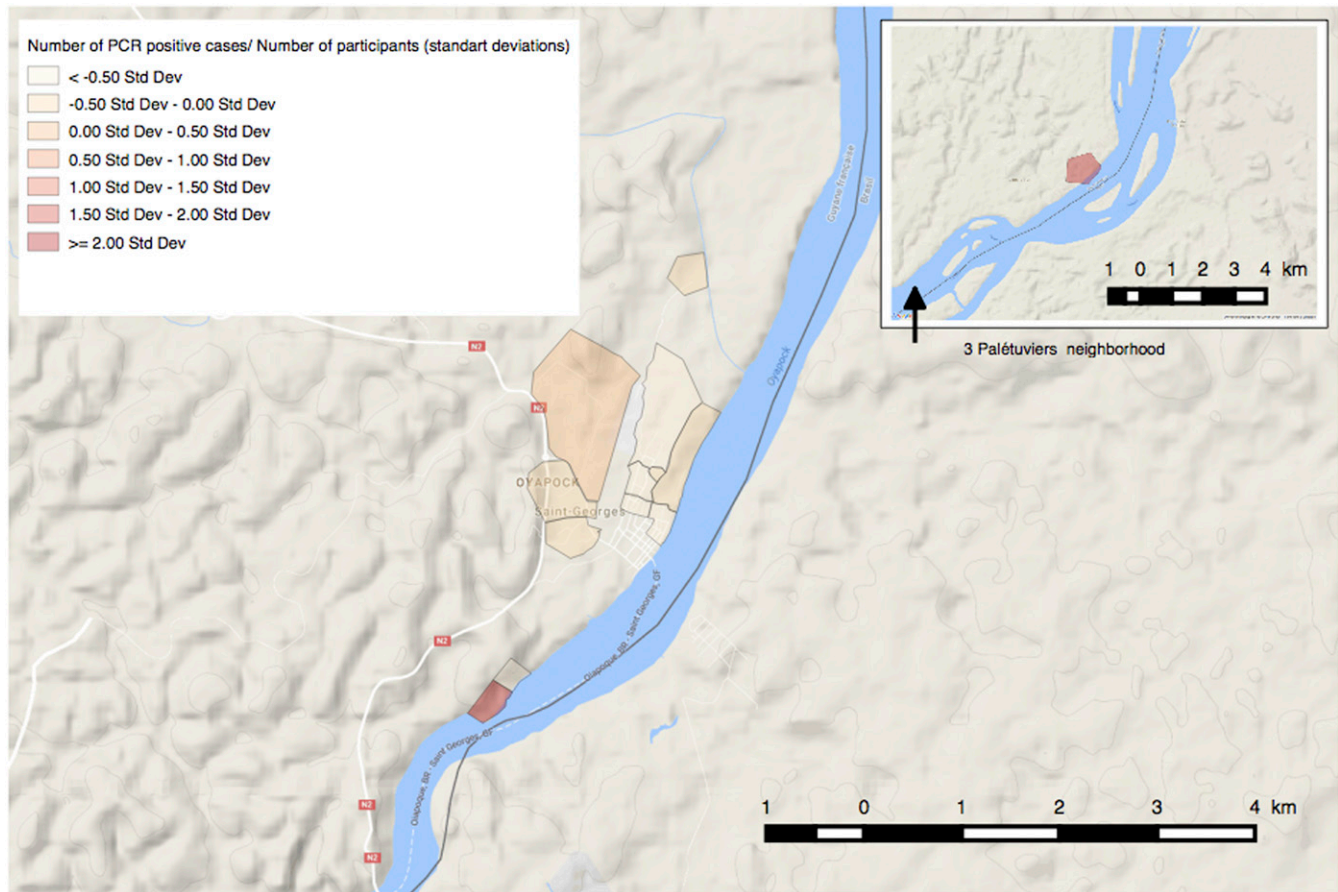 Number of PCR positive cases/ Number of participants (standart deviations)
< -0.50 Std Dev
-0.50 Std Dev - 0.00 Std Dev
0.00 Std Dev - 0.50 Std Dev
0.50 Std Dev - 1.00 Std Dev
1.00 Std Dev - 1.50 Std Dev
1.50 Std Dev - 2.00 Std Dev
>= 2.00 Std Dev
1 0 1 2 3 4 km
3 Palétuviers neighborhood
Guyane française
Brasil
Oyapock
N2
N2
OYAPOCK
Saint-Georges
Oiapoque, BR - Saint Georges, GF
N2
Oiapoque, BR - Saint Georges, GF
N2
N2
1 0 1 2 3 4 km